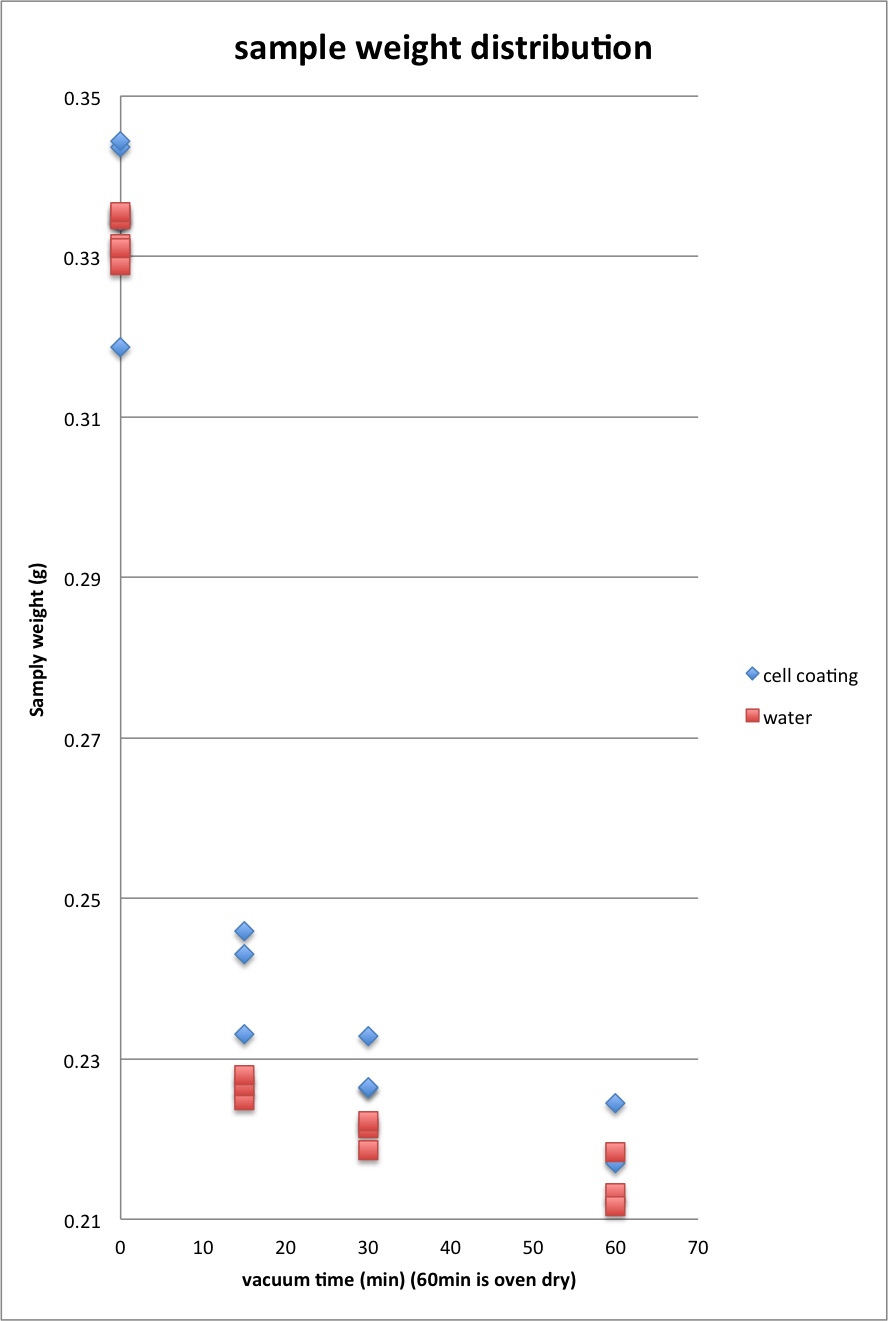 sample weight distribution
0.35
0.33
0.31
0.29
0.27
0.25
0.23
0.21
Samply weight (g)
cell coating
water
0 10 20 30 40 50 60 70
vacuum time (min) (60min is oven dry)